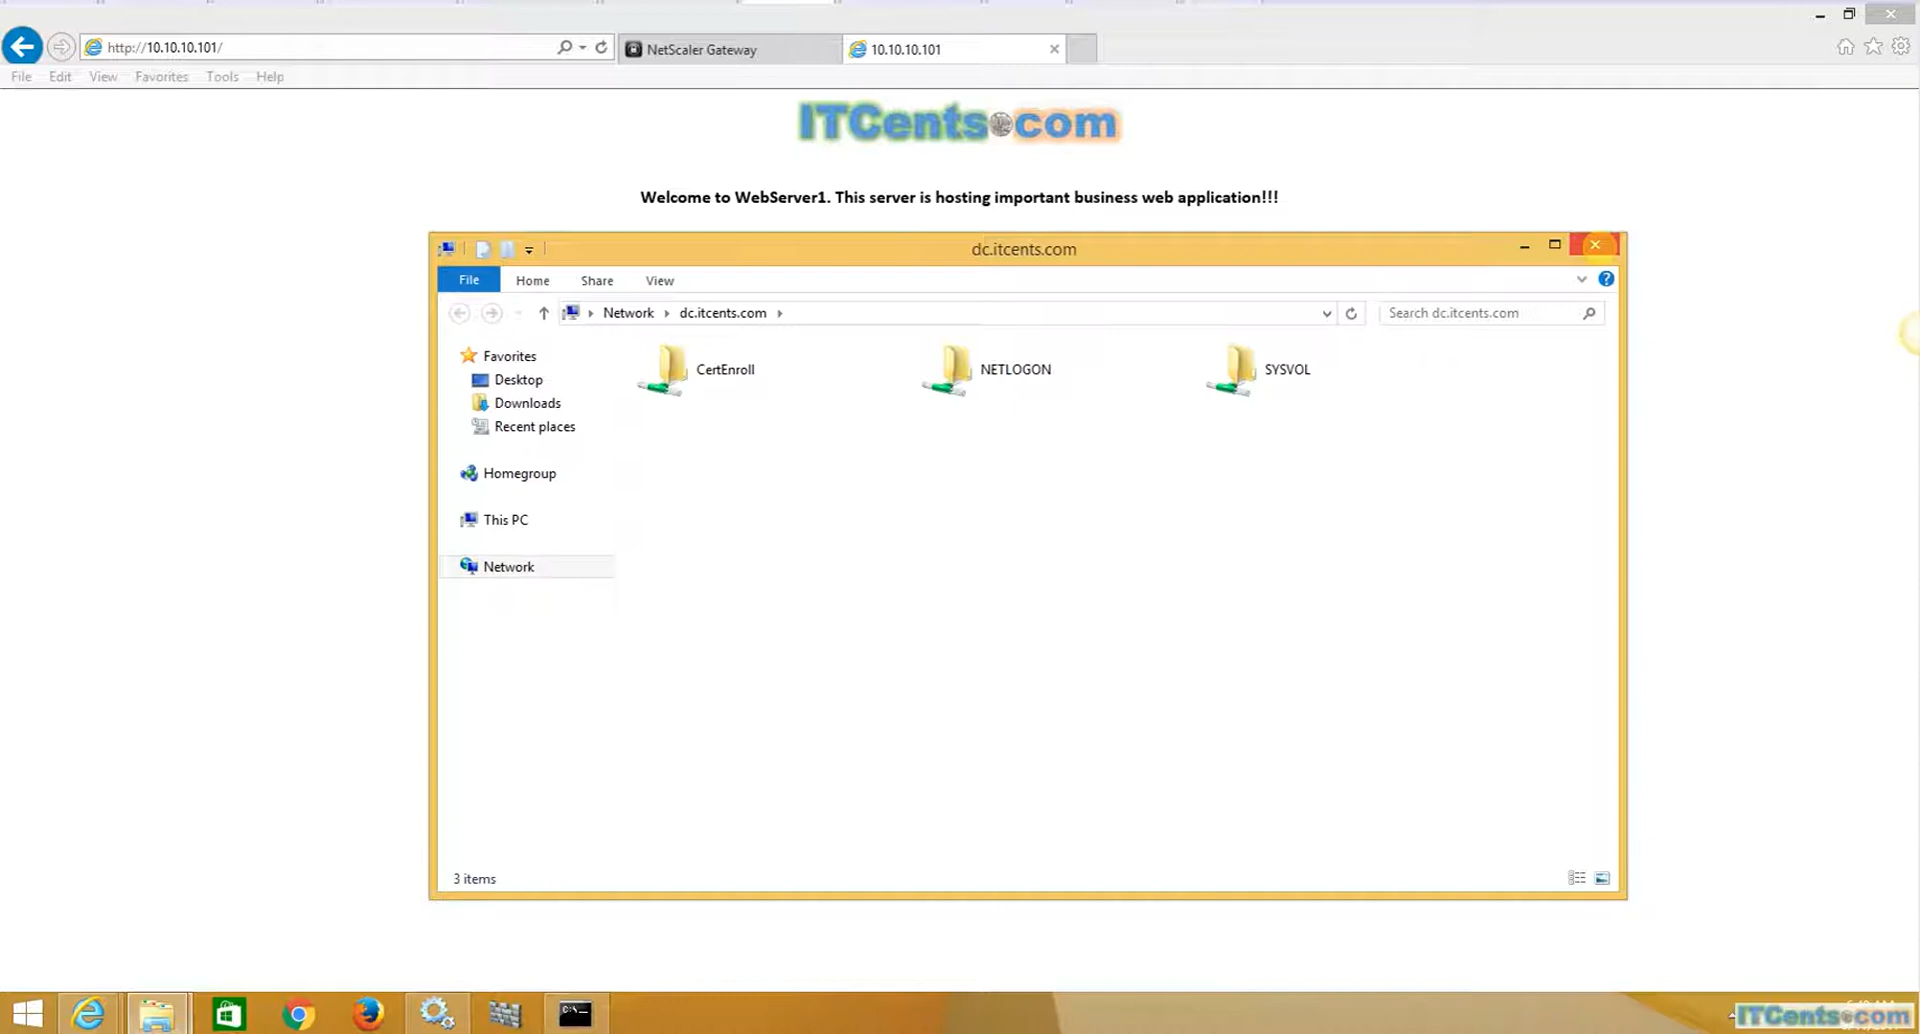 http://10.10.10.101/
NetScaler Gateway
10.10.10.101
File Edit View Favorites Tools Help
ITCents.com
Welcome to WebServer1. This server is hosting important business web application!!!
dc.itcents.com
File Home Share View
Network dc.itcents.com
Search dc.itcents.com
Favorites
Desktop
Downloads
Recent places
Homegroup
This PC
Network
CertEnroll
NETLOGON
SYSVOL
3 items
C:\
ITCents.com